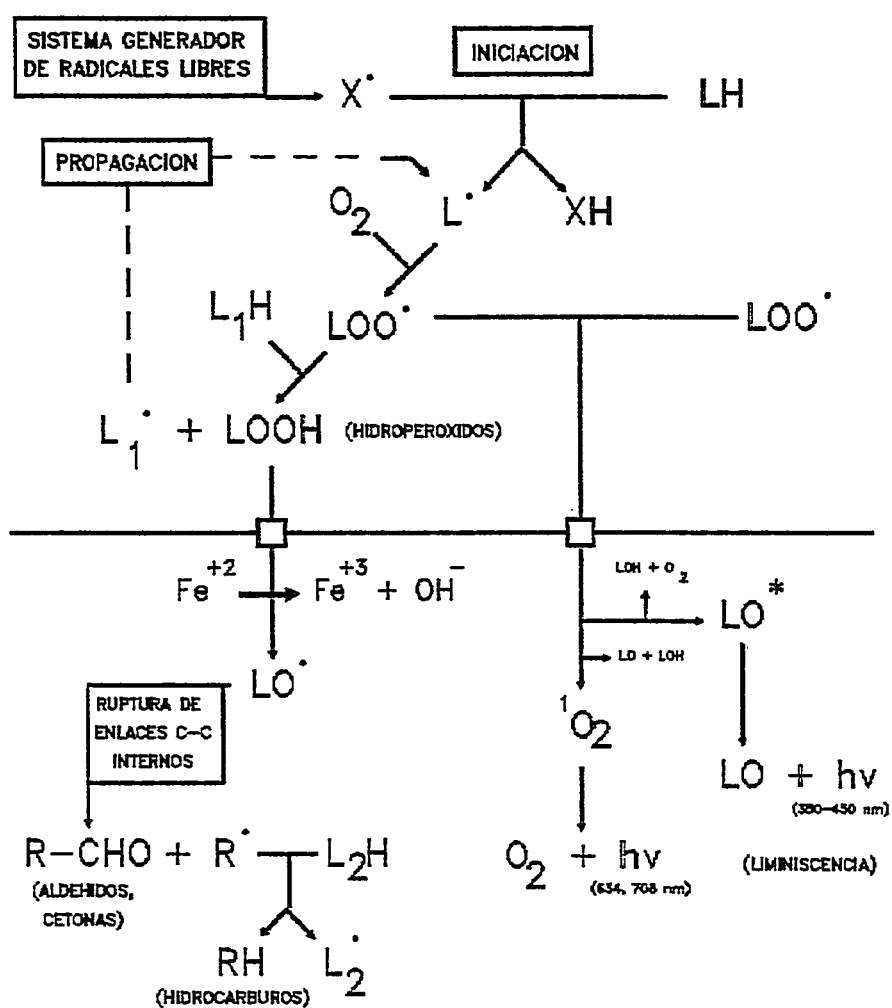 SISTEMA GENERADOR
DE RADICALES LIBRES
INICIACION
X• LH
PROPAGACION
O2 L• XH
L1H LOO• LOO•
L1• + LOOH (HIDROPEROXIDOS)
Fe+2 Fe+3 + OH−
LOH + O2
LO*
LO + LOH
LO•
RUPTURA DE
ENLACES C–C
INTERNOS
1O2
LO + hv
(380–450 nm)
R–CHO + R• L2H
(ALDEHIDOS,
CETONAS)
O2 + hv
(634, 708 nm)
(LIMINISCENCIA)
RH L2•
(HIDROCARBUROS)